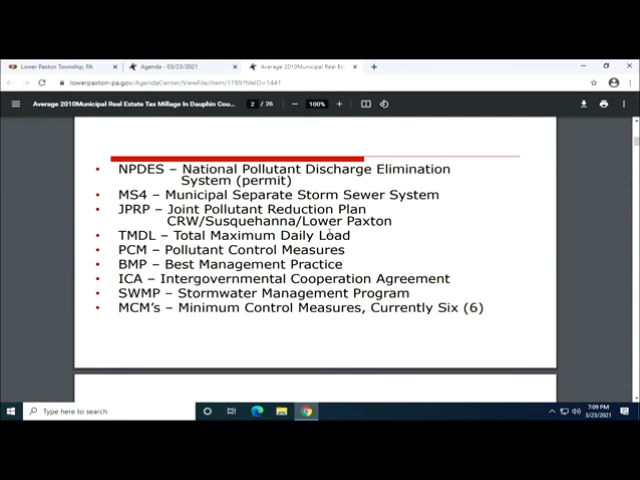 Lower Paxton Township, PA
Agenda - 03/23/2021
Average 2010Municipal Real Est
lowerpaxton-pa.gov/AgendaCenter/ViewFile/Item/1789?fileID=1441
Average 2010Municipal Real Estate Tax Millage In Dauphin Cou...
2 / 26
100%
• NPDES – National Pollutant Discharge Elimination
System (permit)
• MS4 – Municipal Separate Storm Sewer System
• JPRP – Joint Pollutant Reduction Plan
CRW/Susquehanna/Lower Paxton
• TMDL – Total Maximum Daily Load
• PCM – Pollutant Control Measures
• BMP – Best Management Practice
• ICA – Intergovernmental Cooperation Agreement
• SWMP – Stormwater Management Program
• MCM's – Minimum Control Measures, Currently Six (6)
Type here to search
7:09 PM
3/23/2021